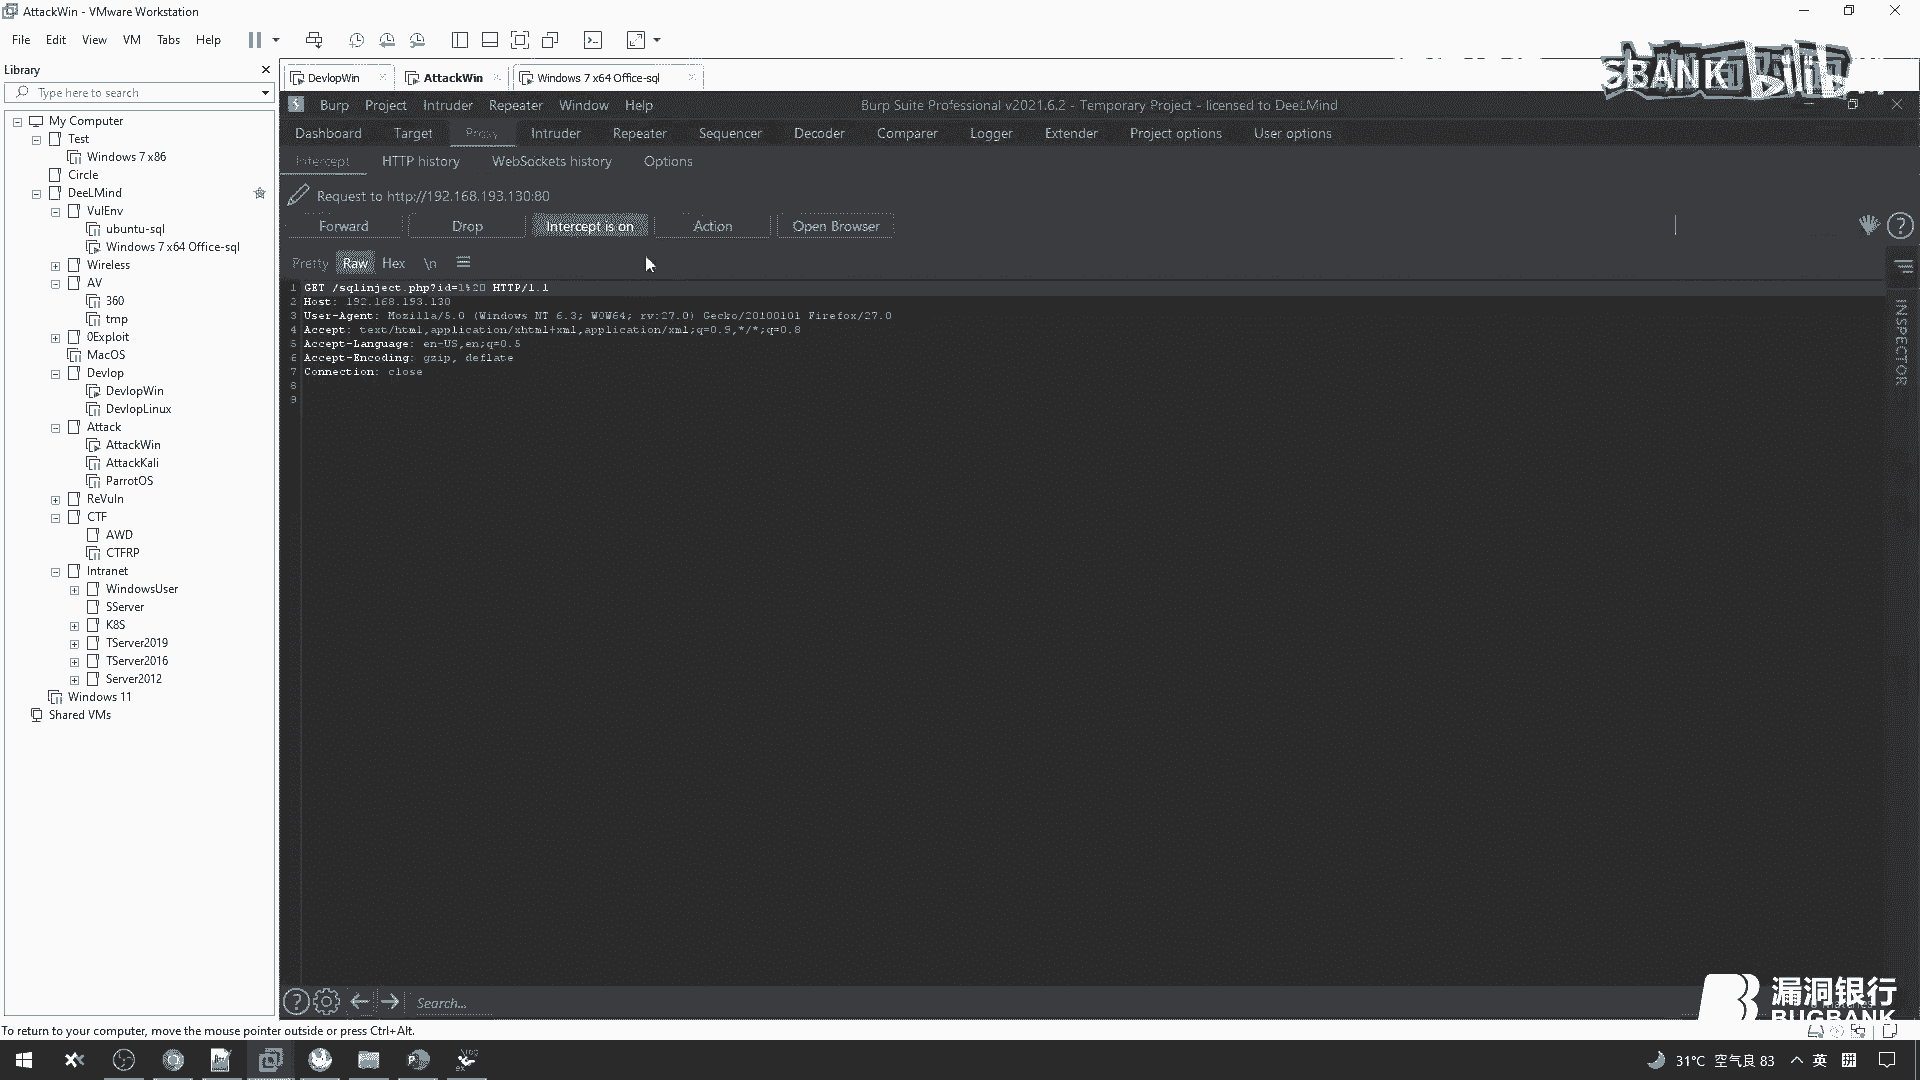 AttackWin - VMware Workstation
File Edit View VM Tabs Help
Library
Type here to search
My Computer
Test
Windows 7 x86
Circle
DeeLMind
VulEnv
ubuntu-sql
Windows 7 x64 Office-sql
Wireless
AV
360
tmp
0Exploit
MacOS
Devlop
DevlopWin
DevlopLinux
Attack
AttackWin
AttackKali
ParrotOS
ReVuln
CTF
AWD
CTFRP
Intranet
WindowsUser
SServer
K8S
TServer2019
TServer2016
Server2012
Windows 11
Shared VMs
DevlopWin AttackWin Windows 7 x64 Office-sql
Burp Project Intruder Repeater Window Help Burp Suite Professional v2021.6.2 - Temporary Project - licensed to DeeLMind
Dashboard Target Proxy Intruder Repeater Sequencer Decoder Comparer Logger Extender Project options User options
Intercept HTTP history WebSockets history Options
Request to http://192.168.193.130:80
Forward Drop Intercept is on Action Open Browser
Pretty Raw Hex \n
1 GET /sqlinject.php?id=1%20 HTTP/1.1
2 Host: 192.168.193.130
3 User-Agent: Mozilla/5.0 (Windows NT 6.3; WOW64; rv:27.0) Gecko/20100101 Firefox/27.0
4 Accept: text/html,application/xhtml+xml,application/xml;q=0.9,*/*;q=0.8
5 Accept-Language: en-US,en;q=0.5
6 Accept-Encoding: gzip, deflate
7 Connection: close
8
9
INSPECTOR
Search...
漏洞银行
BUGBANK
To return to your computer, move the mouse pointer outside or press Ctrl+Alt.
31°C 空气良 83 英 拼